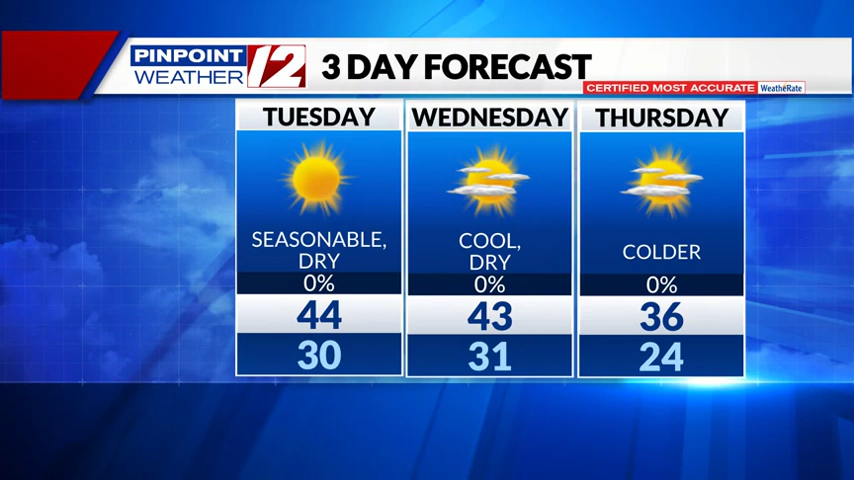 PINPOINT
WEATHER 12
3 DAY FORECAST
CERTIFIED MOST ACCURATE WeatheRate
TUESDAY
SEASONABLE,
DRY
0%
44
30
WEDNESDAY
COOL,
DRY
0%
43
31
THURSDAY
COLDER
0%
36
24